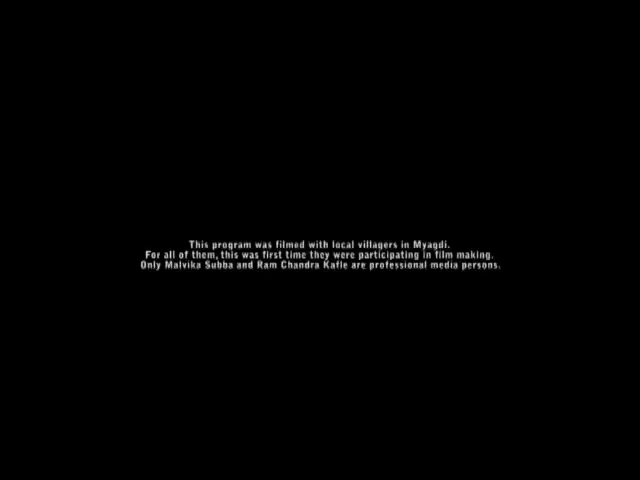 This program was filmed with local villagers in Myagdi.
For all of them, this was first time they were participating in film making.
Only Malvika Subba and Ram Chandra Kafle are professional media persons.